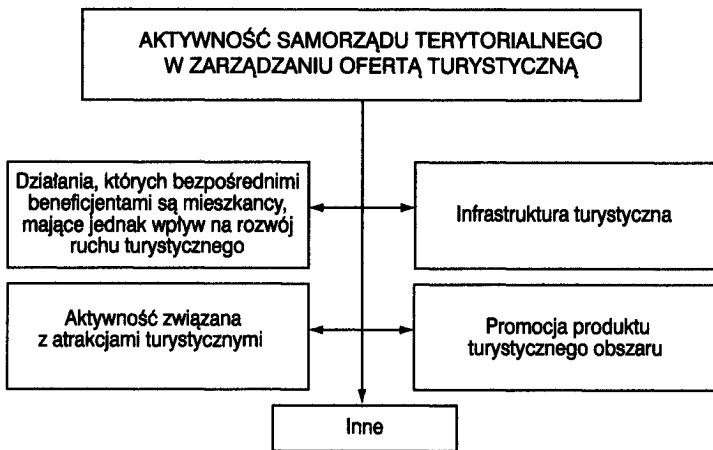 AKTYWNOŚĆ SAMORZĄDU TERYTORIALNEGO
W ZARZĄDZANIU OFERTĄ TURYSTYCZNĄ
Działania, których bezpośrednimi
beneficjentami są mieszkancy,
mające jednak wpływ na rozwój
ruchu turystycznego
Infrastruktura turystyczna
Aktywność związana
z atrakcjami turystycznymi
Promocja produktu
turystycznego obszaru
Inne